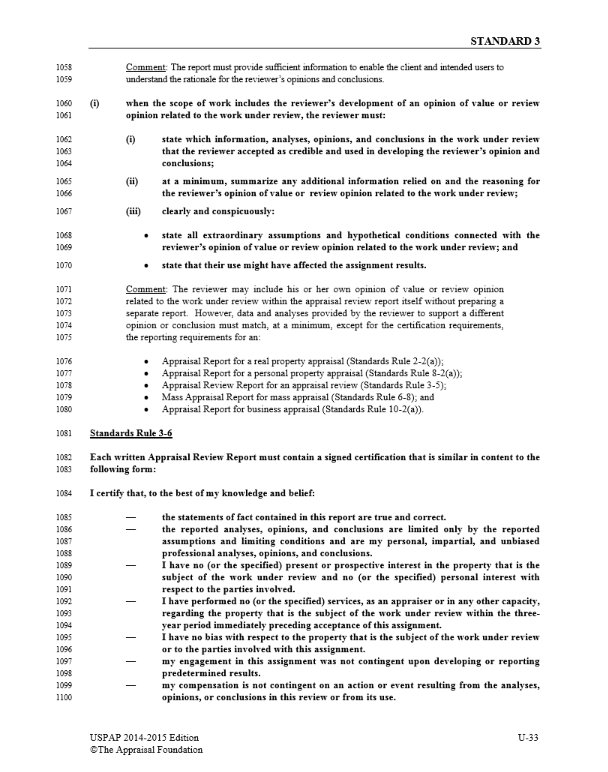 STANDARD 3
1058 Comment: The report must provide sufficient information to enable the client and intended users to
1059 understand the rationale for the reviewer's opinions and conclusions.
1060 (i) when the scope of work includes the reviewer's development of an opinion of value or review
1061 opinion related to the work under review, the reviewer must:
1062 (i) state which information, analyses, opinions, and conclusions in the work under review
1063 that the reviewer accepted as credible and used in developing the reviewer's opinion and
1064 conclusions;
1065 (ii) at a minimum, summarize any additional information relied on and the reasoning for
1066 the reviewer's opinion of value or review opinion related to the work under review;
1067 (iii) clearly and conspicuously:
1068 • state all extraordinary assumptions and hypothetical conditions connected with the
1069 reviewer's opinion of value or review opinion related to the work under review; and
1070 • state that their use might have affected the assignment results.
1071 Comment: The reviewer may include his or her own opinion of value or review opinion
1072 related to the work under review within the appraisal review report itself without preparing a
1073 separate report. However, data and analyses provided by the reviewer to support a different
1074 opinion or conclusion must match, at a minimum, except for the certification requirements,
1075 the reporting requirements for an:
1076 • Appraisal Report for a real property appraisal (Standards Rule 2-2(a));
1077 • Appraisal Report for a personal property appraisal (Standards Rule 8-2(a));
1078 • Appraisal Review Report for an appraisal review (Standards Rule 3-5);
1079 • Mass Appraisal Report for mass appraisal (Standards Rule 6-8); and
1080 • Appraisal Report for business appraisal (Standards Rule 10-2(a)).
1081 Standards Rule 3-6
1082 Each written Appraisal Review Report must contain a signed certification that is similar in content to the
1083 following form:
1084 I certify that, to the best of my knowledge and belief:
1085 — the statements of fact contained in this report are true and correct.
1086 — the reported analyses, opinions, and conclusions are limited only by the reported
1087 assumptions and limiting conditions and are my personal, impartial, and unbiased
1088 professional analyses, opinions, and conclusions.
1089 — I have no (or the specified) present or prospective interest in the property that is the
1090 subject of the work under review and no (or the specified) personal interest with
1091 respect to the parties involved.
1092 — I have performed no (or the specified) services, as an appraiser or in any other capacity,
1093 regarding the property that is the subject of the work under review within the three-
1094 year period immediately preceding acceptance of this assignment.
1095 — I have no bias with respect to the property that is the subject of the work under review
1096 or to the parties involved with this assignment.
1097 — my engagement in this assignment was not contingent upon developing or reporting
1098 predetermined results.
1099 — my compensation is not contingent on an action or event resulting from the analyses,
1100 opinions, or conclusions in this review or from its use.
USPAP 2014-2015 Edition U-33
©The Appraisal Foundation